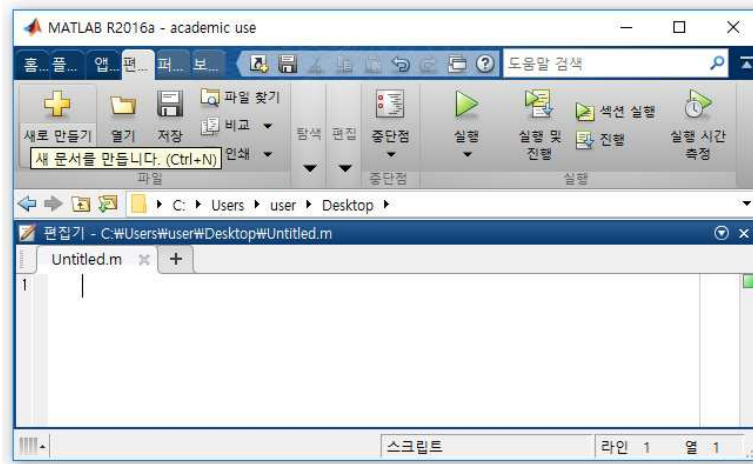 MATLAB R2016a - academic use
홈... 플... 앱... 편... 퍼... 보...
도움말 검색
새로 만들기 열기 저장
파일 찾기
비교
인쇄
탐색 편집 중단점 실행 실행 및 진행
섹션 실행
진행
실행 시간 측정
새 문서를 만듭니다. (Ctrl+N)
파일 중단점 실행
C: Users user Desktop
편집기 - C:₩Users₩user₩Desktop₩Untitled.m
Untitled.m
1
스크립트 라인 1 열 1